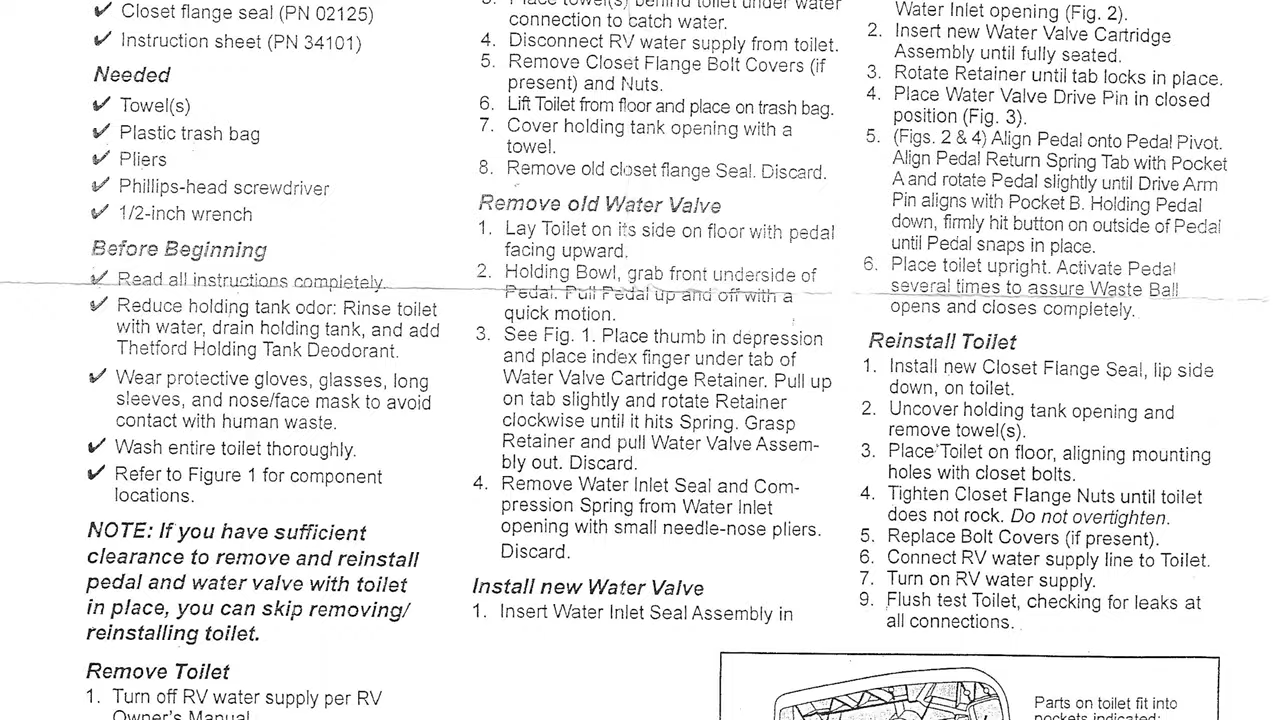 ✔ Closet flange seal (PN 02125)
✔ Instruction sheet (PN 34101)
Needed
✔ Towel(s)
✔ Plastic trash bag
✔ Pliers
✔ Phillips-head screwdriver
✔ 1/2-inch wrench
Before Beginning
✔ Read all instructions completely.
✔ Reduce holding tank odor: Rinse toilet
with water, drain holding tank, and add
Thetford Holding Tank Deodorant.
✔ Wear protective gloves, glasses, long
sleeves, and nose/face mask to avoid
contact with human waste.
✔ Wash entire toilet thoroughly.
✔ Refer to Figure 1 for component
locations.
NOTE: If you have sufficient
clearance to remove and reinstall
pedal and water valve with toilet
in place, you can skip removing/
reinstalling toilet.
Remove Toilet
1. Turn off RV water supply per RV
Owner's Manual
3. Place towel(s) behind toilet under water
connection to catch water.
4. Disconnect RV water supply from toilet.
5. Remove Closet Flange Bolt Covers (if
present) and Nuts.
6. Lift Toilet from floor and place on trash bag.
7. Cover holding tank opening with a
towel.
8. Remove old closet flange Seal. Discard.
Remove old Water Valve
1. Lay Toilet on its side on floor with pedal
facing upward.
2. Holding Bowl, grab front underside of
Pedal. Pull Pedal up and off with a
quick motion.
3. See Fig. 1. Place thumb in depression
and place index finger under tab of
Water Valve Cartridge Retainer. Pull up
on tab slightly and rotate Retainer
clockwise until it hits Spring. Grasp
Retainer and pull Water Valve Assem-
bly out. Discard.
4. Remove Water Inlet Seal and Com-
pression Spring from Water Inlet
opening with small needle-nose pliers.
Discard.
Install new Water Valve
1. Insert Water Inlet Seal Assembly in
Water Inlet opening (Fig. 2).
2. Insert new Water Valve Cartridge
Assembly until fully seated.
3. Rotate Retainer until tab locks in place.
4. Place Water Valve Drive Pin in closed
position (Fig. 3).
5. (Figs. 2 & 4) Align Pedal onto Pedal Pivot.
Align Pedal Return Spring Tab with Pocket
A and rotate Pedal slightly until Drive Arm
Pin aligns with Pocket B. Holding Pedal
down, firmly hit button on outside of Pedal
until Pedal snaps in place.
6. Place toilet upright. Activate Pedal
several times to assure Waste Ball
opens and closes completely.
Reinstall Toilet
1. Install new Closet Flange Seal, lip side
down, on toilet.
2. Uncover holding tank opening and
remove towel(s).
3. Place Toilet on floor, aligning mounting
holes with closet bolts.
4. Tighten Closet Flange Nuts until toilet
does not rock. Do not overtighten.
5. Replace Bolt Covers (if present).
6. Connect RV water supply line to Toilet.
7. Turn on RV water supply.
9. Flush test Toilet, checking for leaks at
all connections.
Parts on toilet fit into
pockets indicated